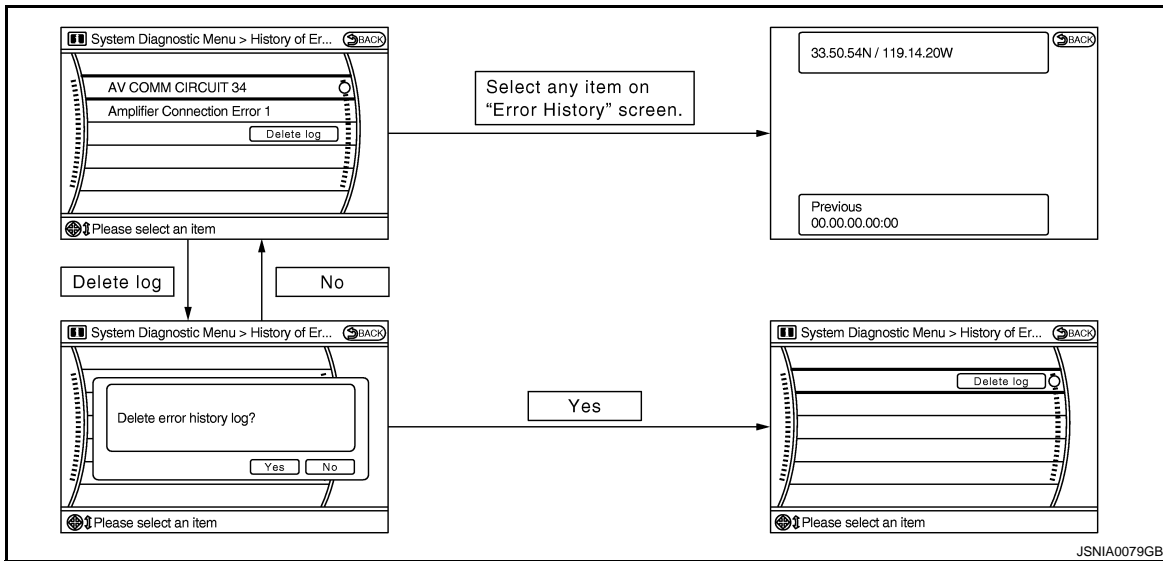 System Diagnostic Menu > History of Er...
BACK
AV COMM CIRCUIT 34
Amplifier Connection Error 1
Delete log
Please select an item
Select any item on
"Error History" screen.
BACK
33.50.54N / 119.14.20W
Previous
00.00.00.00:00
Delete log
No
System Diagnostic Menu > History of Er...
BACK
Delete error history log?
Yes
No
Please select an item
Yes
System Diagnostic Menu > History of Er...
BACK
Delete log
Please select an item
JSNIA0079GB